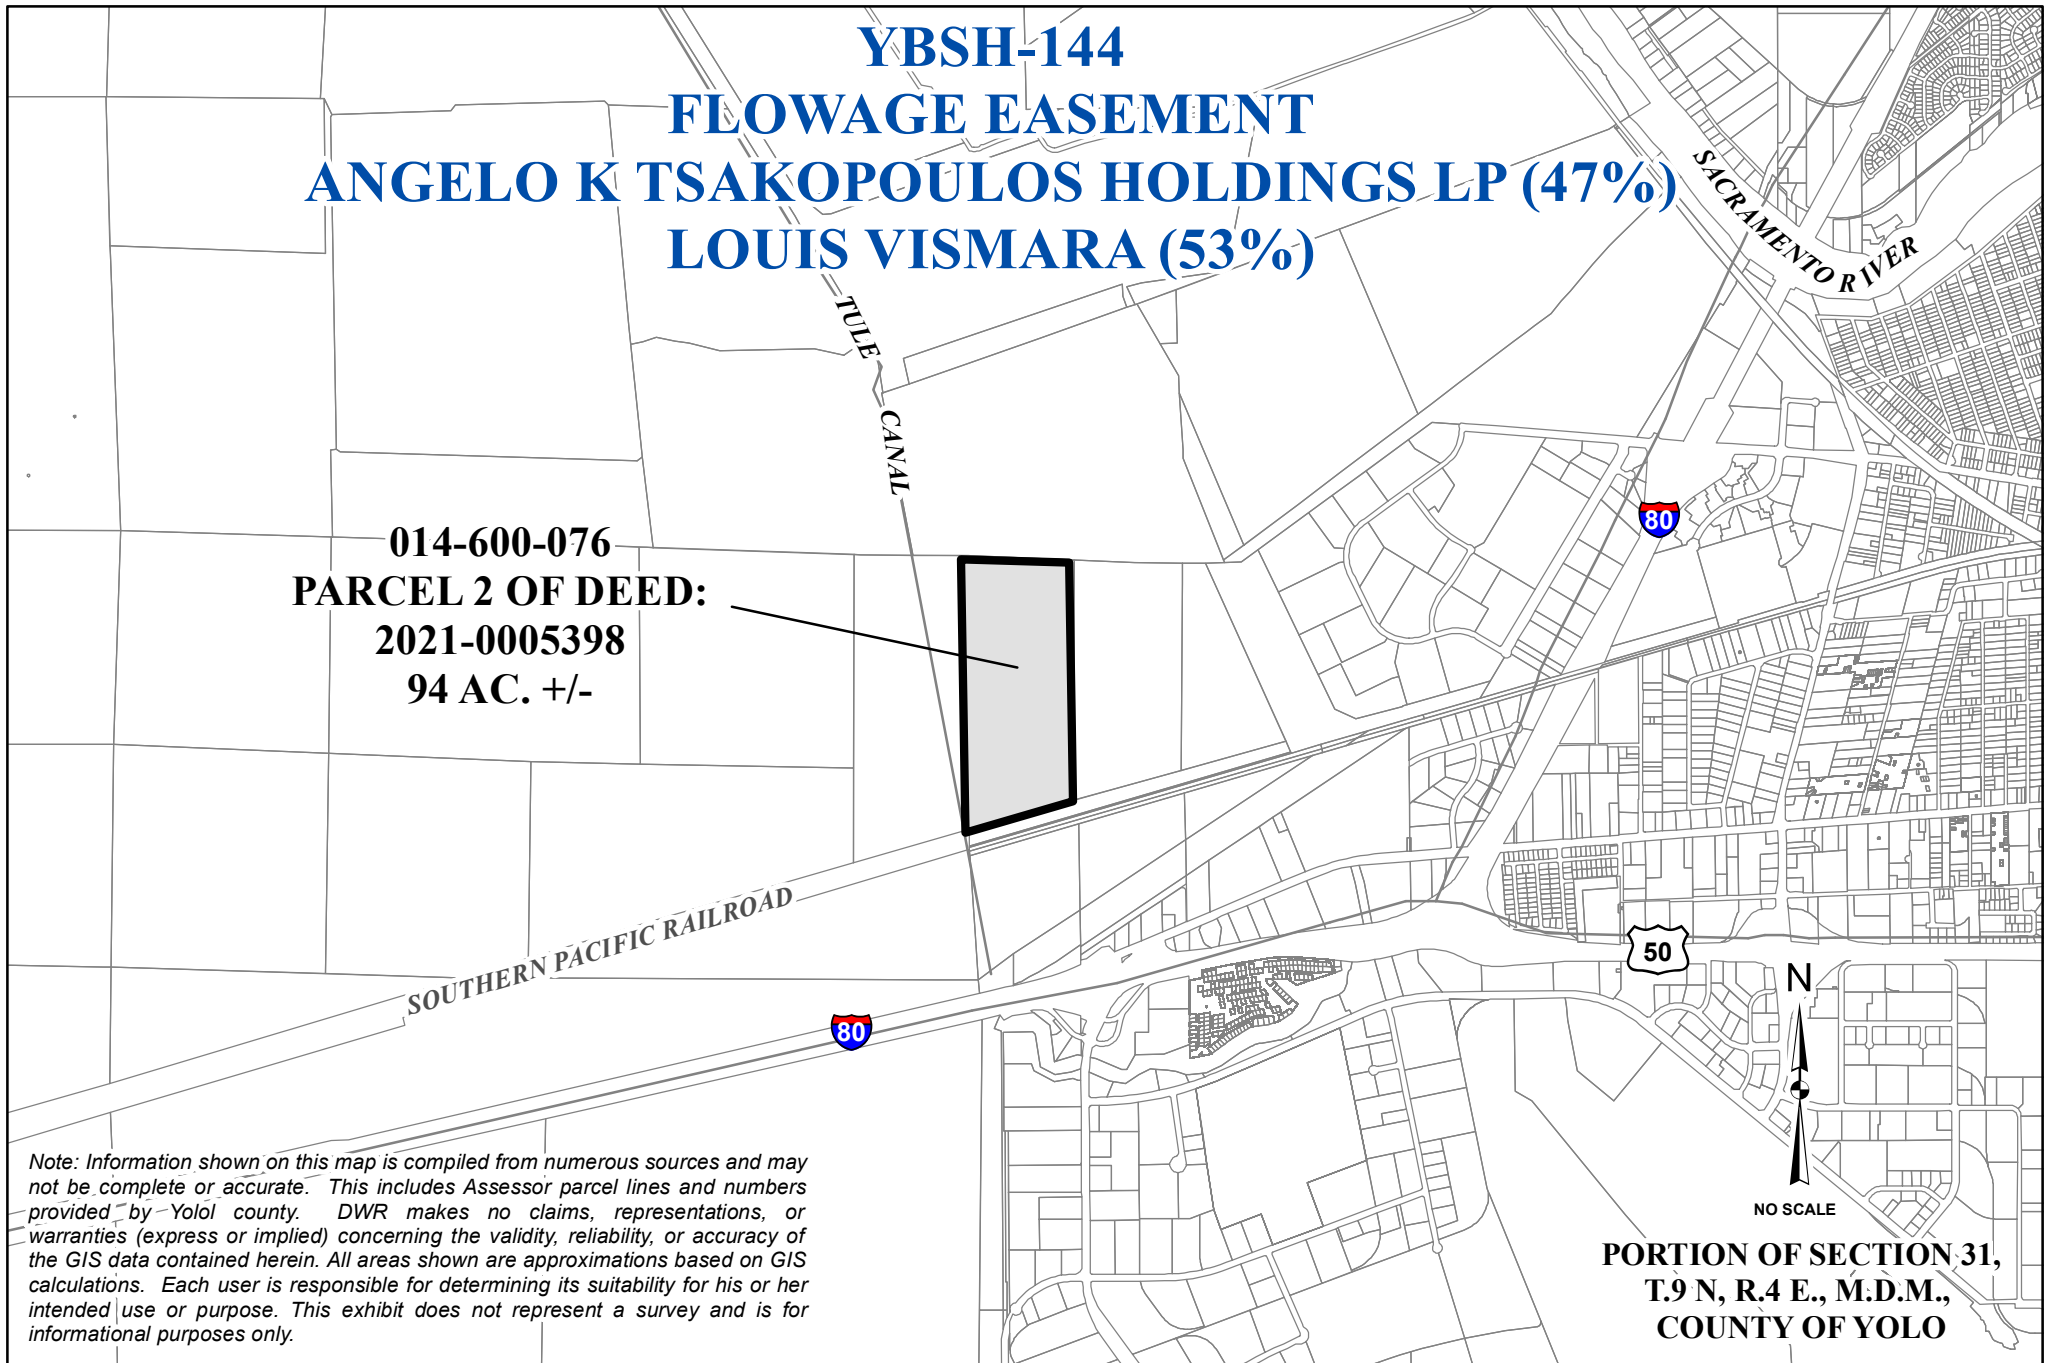 YBSH-144
FLOWAGE EASEMENT
ANGELO K TSAKOPOULOS HOLDINGS LP (47%)
LOUIS VISMARA (53%)
SACRAMENTO RIVER
TULE CANAL
80
014-600-076
PARCEL 2 OF DEED:
2021-0005398
94 AC. +/-
SOUTHERN PACIFIC RAILROAD
50
80
N
NO SCALE
Note: Information shown on this map is compiled from numerous sources and may
not be complete or accurate. This includes Assessor parcel lines and numbers
provided by Yolol county. DWR makes no claims, representations, or
warranties (express or implied) concerning the validity, reliability, or accuracy of
the GIS data contained herein. All areas shown are approximations based on GIS
calculations. Each user is responsible for determining its suitability for his or her
intended use or purpose. This exhibit does not represent a survey and is for
informational purposes only.
PORTION OF SECTION 31,
T.9 N, R.4 E., M.D.M.,
COUNTY OF YOLO